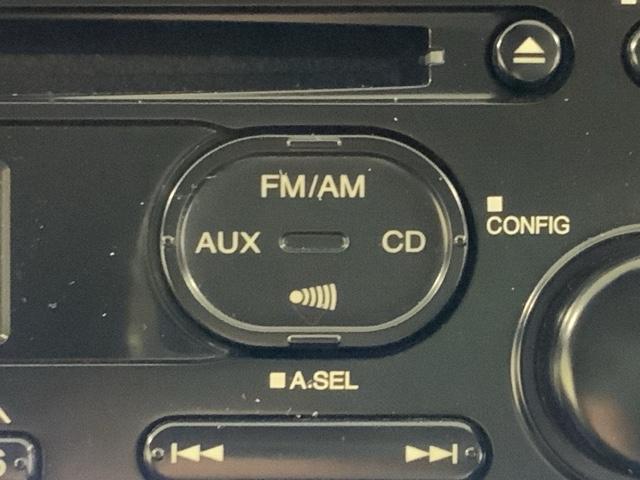 FM/AM
AUX CD
CONFIG
A.SEL